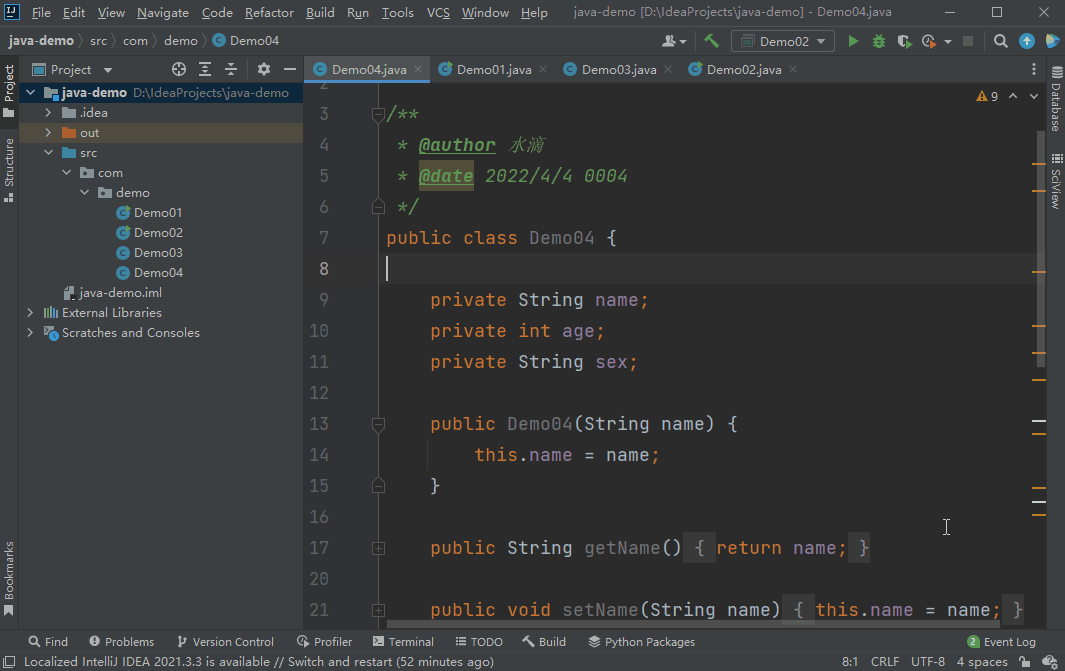 File Edit View Navigate Code Refactor Build Run Tools VCS Window Help java-demo [D:\IdeaProjects\java-demo] - Demo04.java
java-demo src com demo Demo04 Demo02
Project
Demo04.java Demo01.java Demo03.java Demo02.java
Project
Structure
Bookmarks
java-demo D:\IdeaProjects\java-demo
.idea
out
src
com
demo
Demo01
Demo02
Demo03
Demo04
java-demo.iml
External Libraries
Scratches and Consoles
9
2
3 /**
4 * @author 水滴
5 * @date 2022/4/4 0004
6 */
7 public class Demo04 {
8
9 private String name;
10 private int age;
11 private String sex;
12
13 public Demo04(String name) {
14 this.name = name;
15 }
16
17 public String getName() { return name; }
20
21 public void setName(String name) { this.name = name; }
Database
SciView
Find Problems Version Control Profiler Terminal TODO Build Python Packages 2 Event Log
Localized IntelliJ IDEA 2021.3.3 is available // Switch and restart (52 minutes ago) 8:1 CRLF UTF-8 4 spaces